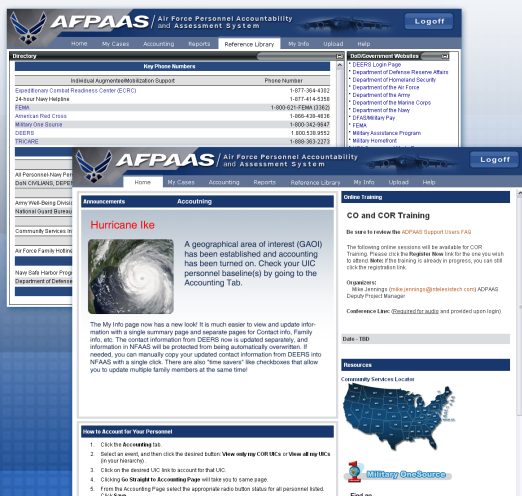 AFPAAS / Air Force Personnel Accountability
and Assessment System
Logoff
Home My Cases Accounting Reports Reference Library My Info Upload Help
Directory
Key Phone Numbers
Individual Augmentee/Mobilization Support Phone Number
Expeditionary Combat Readiness Center (ECRC) 1-877-364-4302
24-hour Navy Helpline 1-877-414-5358
FEMA 1-800-621-FEMA (3362)
American Red Cross 1-866-438-4636
Military One Source 1-800-342-9647
DEERS 1.800.538.9552
TRICARE 1-888-363-2273
DoD/Government Websites
DEERS Login Page
Department of Defense Reserve Affairs
Department of Homeland Security
Department of the Air Force
Department of the Army
Department of the Marine Corps
Department of the Navy
DFAS/Military Pay
FEMA
Military Assistance Program
Military Homefront
All Personnel-Navy Per
DoN CIVILIANS, DEPEN
Army Well-Being Divisio
National Guard Bureau
Community Services In
Air Force Family Hotline
Navy Safe Harbor Progr
Department of Defense
AFPAAS / Air Force Personnel Accountability
and Assessment System
Logoff
Home My Cases Accounting Reports Reference Library My Info Upload Help
Announcements Accoutning
Hurricane Ike
A geographical area of interest (GAOI)
has been established and accounting
has been turned on. Check your UIC
personnel baseline(s) by going to the
Accounting Tab.
The My Info page now has a new look! It is much easier to view and update infor-
mation with a single summary page and separate pages for Contact info, Family
info, etc. The contact information from DEERS now is updated separately, and
information in NFAAS will be protected from being automatically overwritten. If
needed, you can manually copy your updated contact information from DEERS into
NFAAS with a single click. There are also "time savers" like checkboxes that allow
you to update multiple family members at the same time!
How to Account for Your Personnel
1. Click the Accounting tab.
2. Select an event, and then click the desired button: View only my COR UICs or View all my UICs
(in your hierarchy) .
3. Click on the desired UIC link to account for that UIC.
4. Clicking Go Straight to Accounting Page will take you to same page.
5. From the Accounting Page select the appropriate radio button status for all personnel listed.
Click Save
Online Training
CO and COR Training
Be sure to review the ADPAAS Support Users FAQ
The following online sessions will be available for COR
Training. Please click the Register Now link for the one you wish
to attend. Note: If the training is already in progress, you can still
click the registration link.
Organizers:
Mike Jennings (mike.jennings@intelesistech.com) ADPAAS
Deputy Project Manager
Conference Line: (Required for audio and provided upon login)
Date - TBD
Resources
Community Services Locator
Military OneSource
Find an